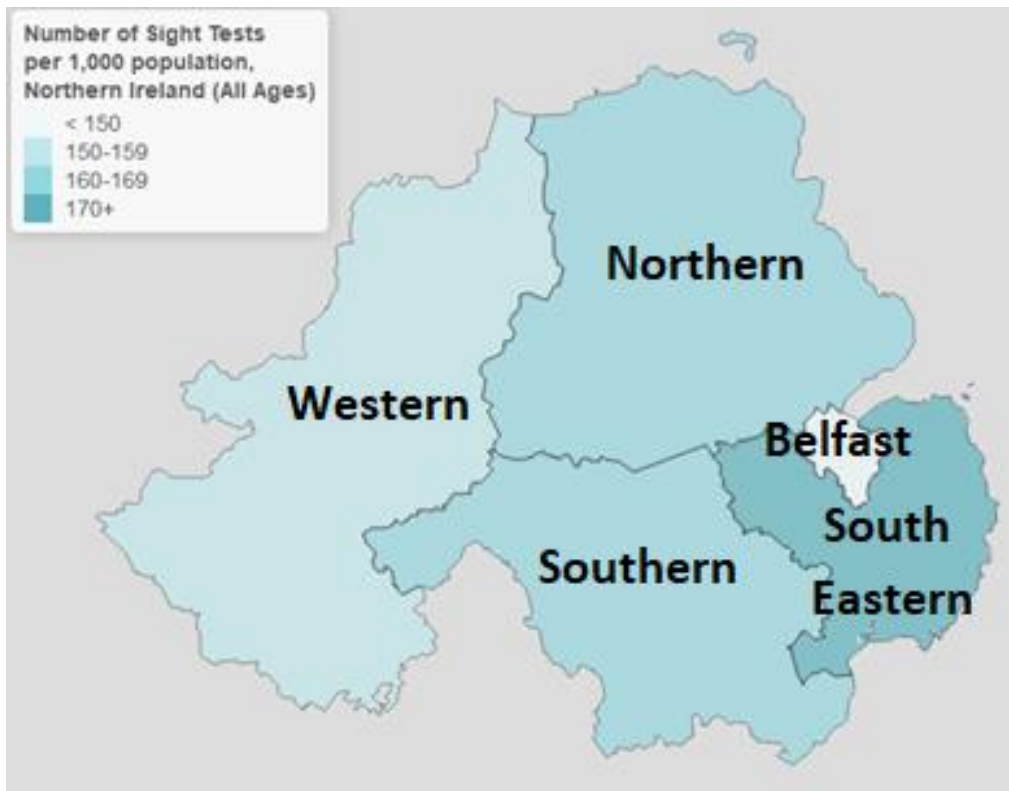 Number of Sight Tests
per 1,000 population,
Northern Ireland (All Ages)
< 150
150-159
160-169
170+
Northern
Western
Belfast
South
Eastern
Southern